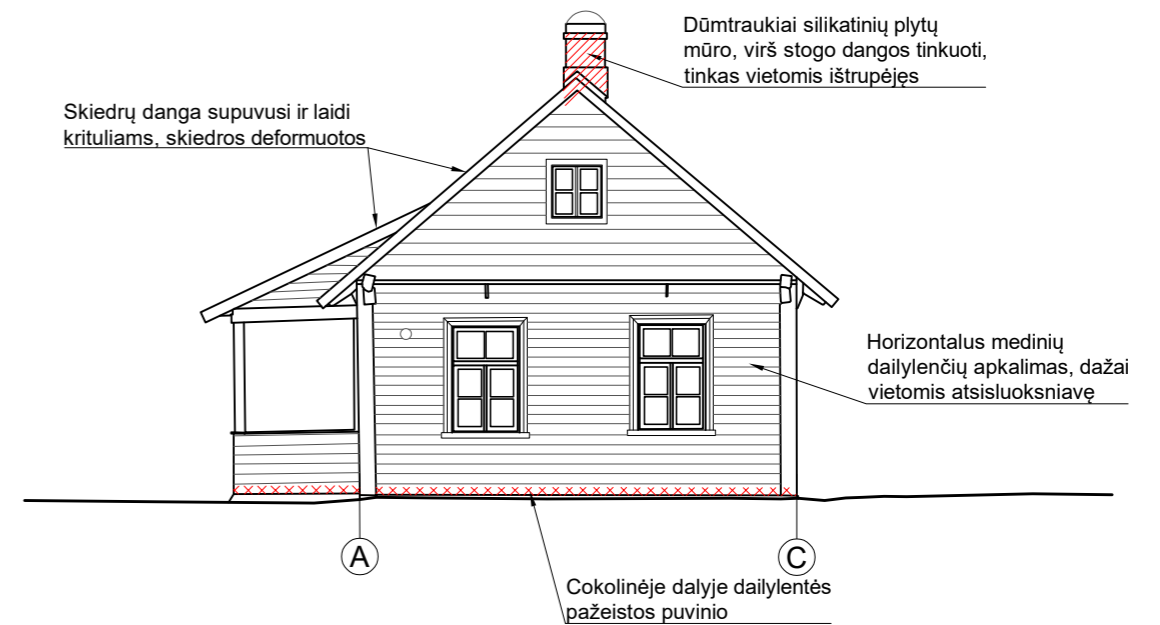 Dūmtraukiai silikatinių plytų
mūro, virš stogo dangos tinkuoti,
tinkas vietomis ištrupėjęs
Skiedrų danga supuvusi ir laidi
krituliams, skiedros deformuotos
Horizontalus medinių
dailylenčių apkalimas, dažai
vietomis atsisluoksniavę
A
C
Cokolinėje dalyje dailylentės
pažeistos puvinio